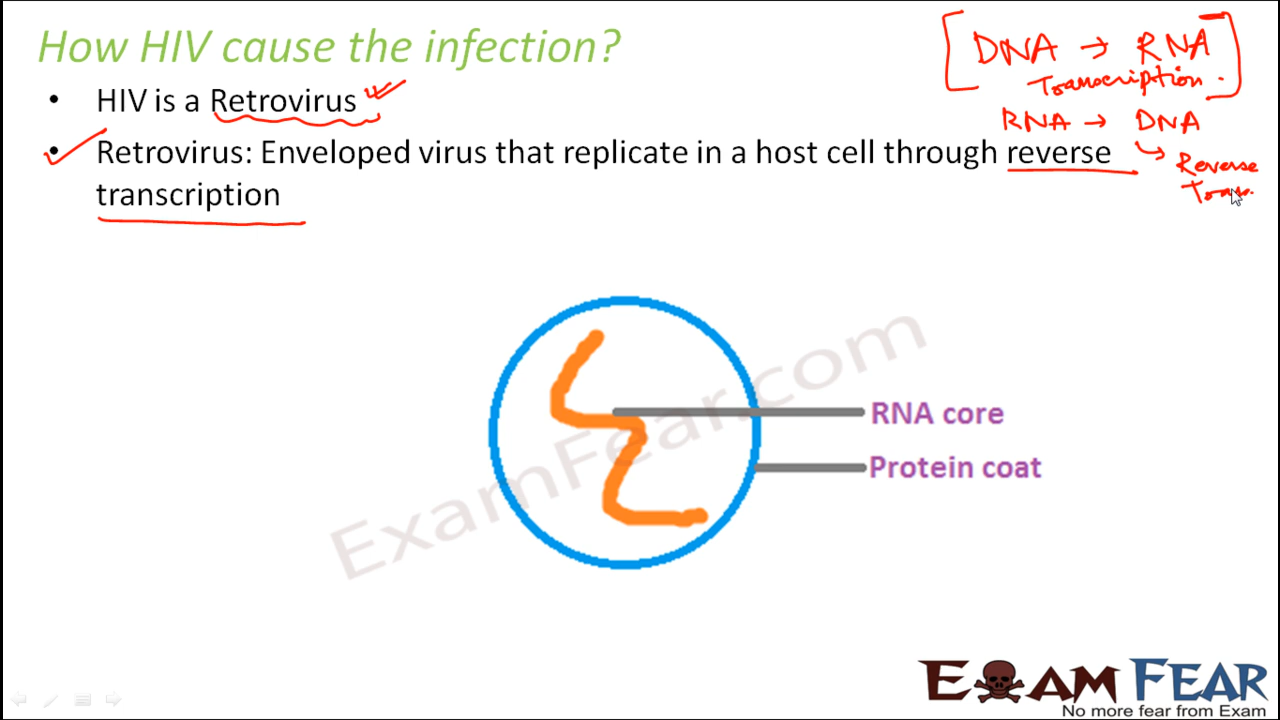 How HIV cause the infection?
DNA → RNA
Transcription.
• HIV is a Retrovirus
RNA → DNA
• Retrovirus: Enveloped virus that replicate in a host cell through reverse
transcription
Reverse
RNA core
Protein coat
ExamFear.com
EXAM FEAR
No more fear from Exam